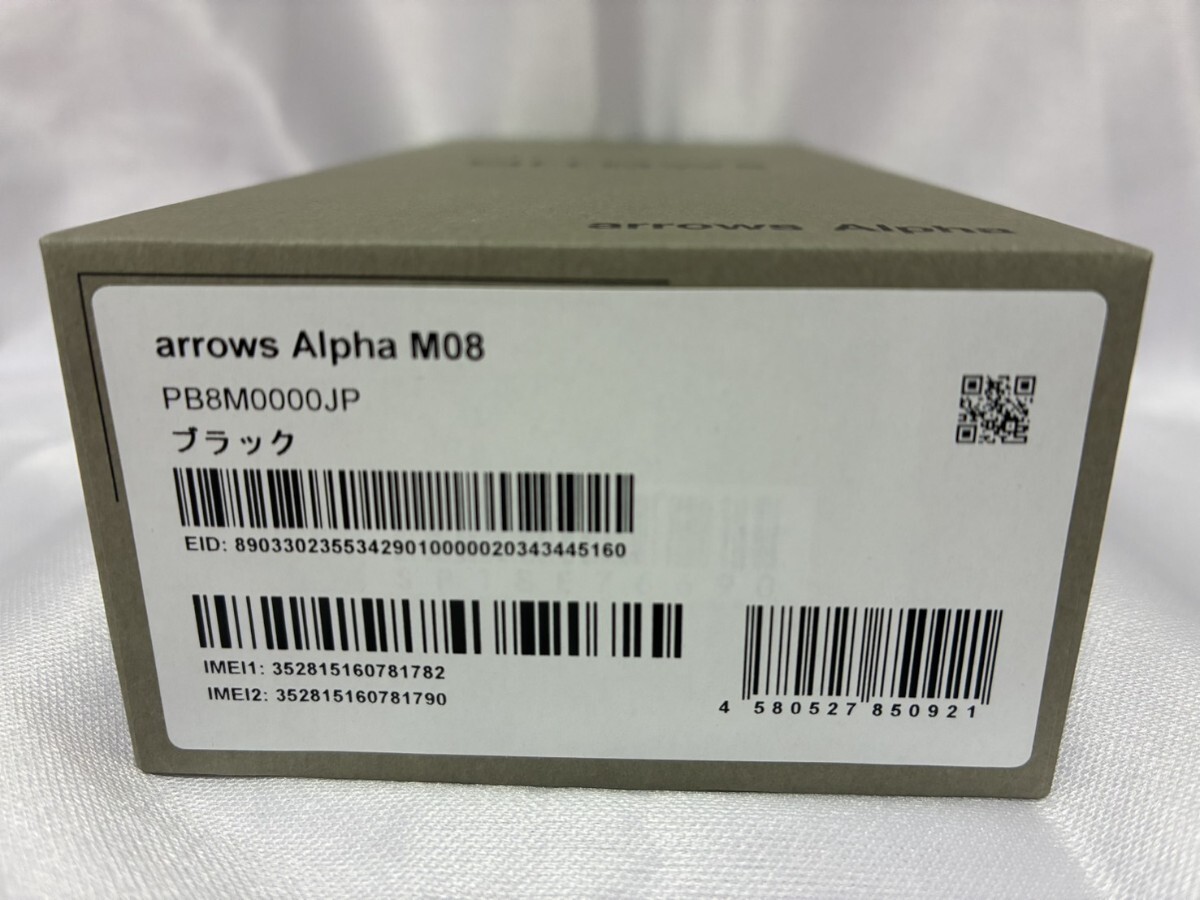 arrows
arrows Alpha
arrows Alpha M08
PB8M0000JP
ブラック
EID: 89033023553429010000020343445160
IMEI1: 352815160781782
IMEI2: 352815160781790
4 580527 850921